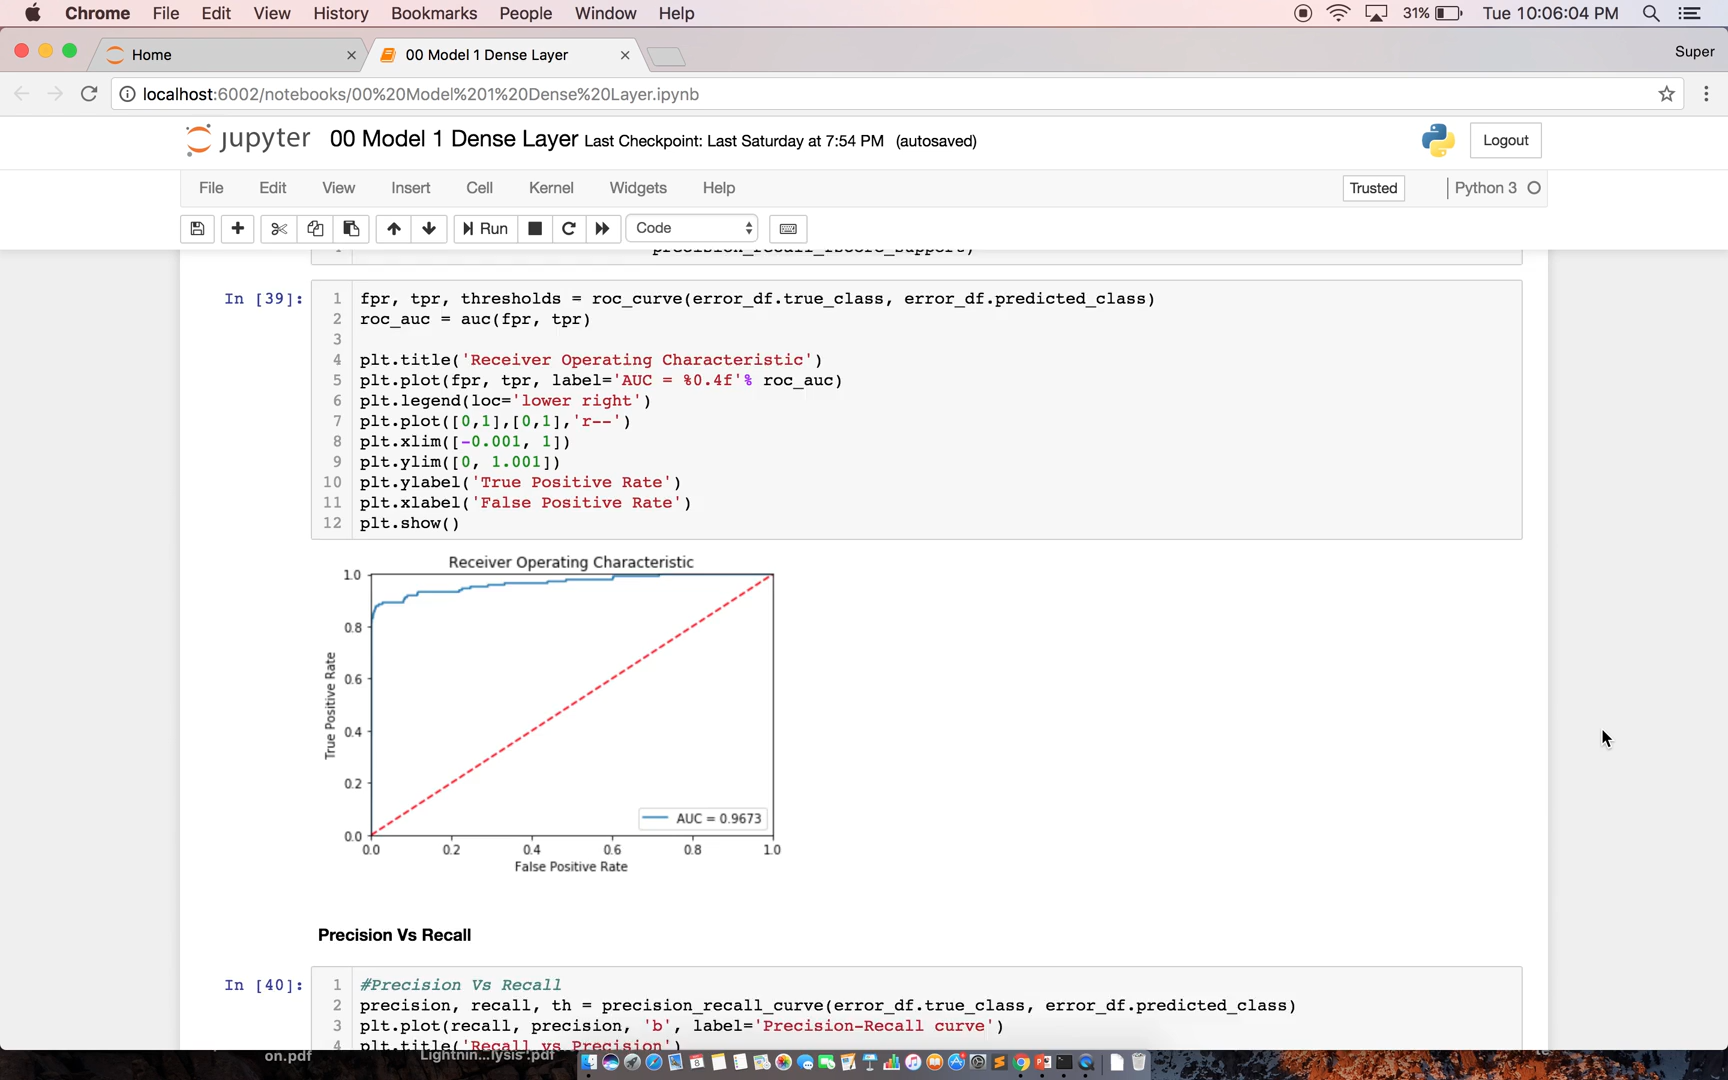 Chrome File Edit View History Bookmarks People Window Help 31% Tue 10:06:04 PM
Home 00 Model 1 Dense Layer Super
localhost:6002/notebooks/00%20Model%201%20Dense%20Layer.ipynb
jupyter 00 Model 1 Dense Layer Last Checkpoint: Last Saturday at 7:54 PM (autosaved) Logout
File Edit View Insert Cell Kernel Widgets Help Trusted Python 3
Run Code
precision_recall_fscore_support)
In [39]: 1 fpr, tpr, thresholds = roc_curve(error_df.true_class, error_df.predicted_class)
2 roc_auc = auc(fpr, tpr)
3
4 plt.title('Receiver Operating Characteristic')
5 plt.plot(fpr, tpr, label='AUC = %0.4f'% roc_auc)
6 plt.legend(loc='lower right')
7 plt.plot([0,1],[0,1],'r--')
8 plt.xlim([-0.001, 1])
9 plt.ylim([0, 1.001])
10 plt.ylabel('True Positive Rate')
11 plt.xlabel('False Positive Rate')
12 plt.show()
Receiver Operating Characteristic
1.0
0.8
0.6
0.4
0.2
0.0
True Positive Rate
AUC = 0.9673
0.0 0.2 0.4 0.6 0.8 1.0
False Positive Rate
Precision Vs Recall
In [40]: 1 #Precision Vs Recall
2 precision, recall, th = precision_recall_curve(error_df.true_class, error_df.predicted_class)
3 plt.plot(recall, precision, 'b', label='Precision-Recall curve')
4 plt.title('Recall vs Precision')
on.pdf Lightnin...lysis .pdf